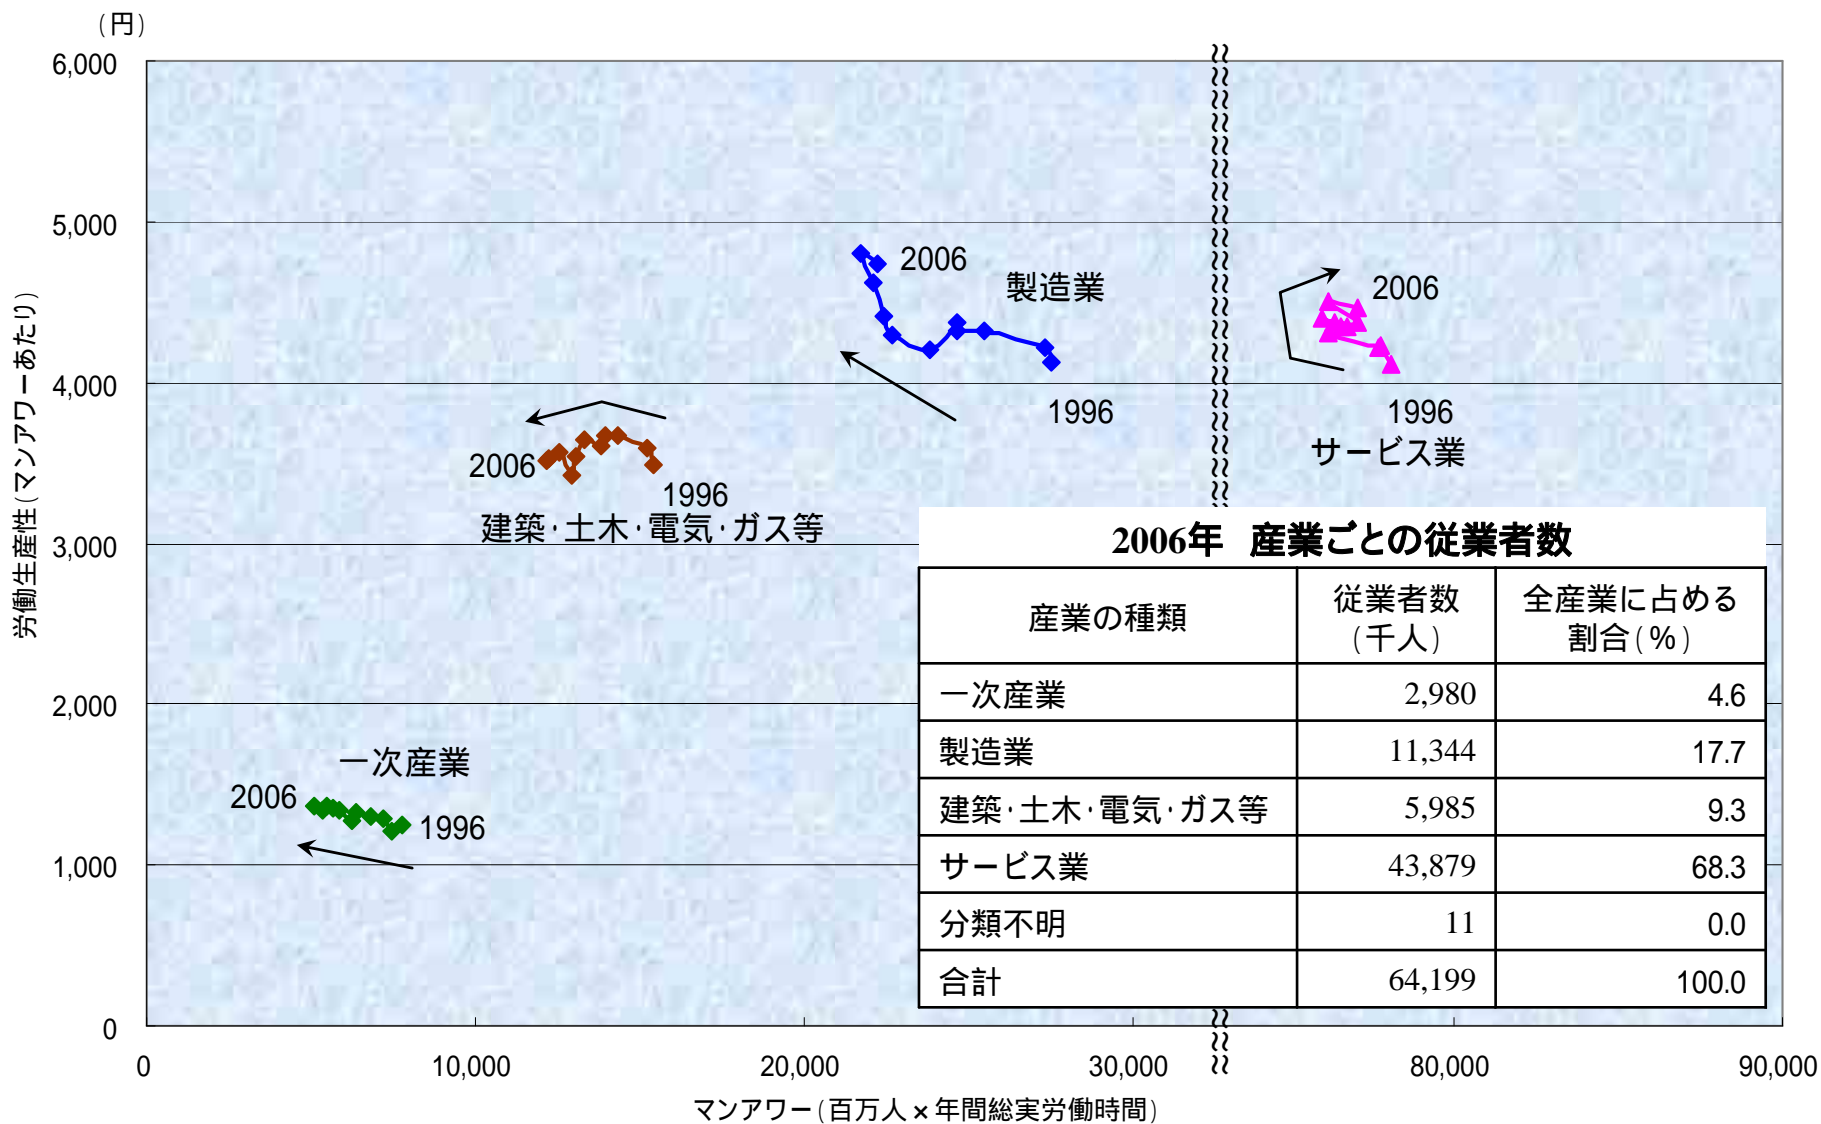 (円)
6,000
5,000
4,000
3,000
2,000
1,000
0
労働生産性(マンアワーあたり)
0
10,000
20,000
30,000
80,000
90,000
マンアワー(百万人×年間総実労働時間)
2006
製造業
1996
2006
1996
サービス業
2006
1996
建築・土木・電気・ガス等
一次産業
2006
1996
2006年 産業ごとの従業者数
産業の種類 従業者数(千人) 全産業に占める割合(%)
一次産業 2,980 4.6
製造業 11,344 17.7
建築・土木・電気・ガス等 5,985 9.3
サービス業 43,879 68.3
分類不明 11 0.0
合計 64,199 100.0